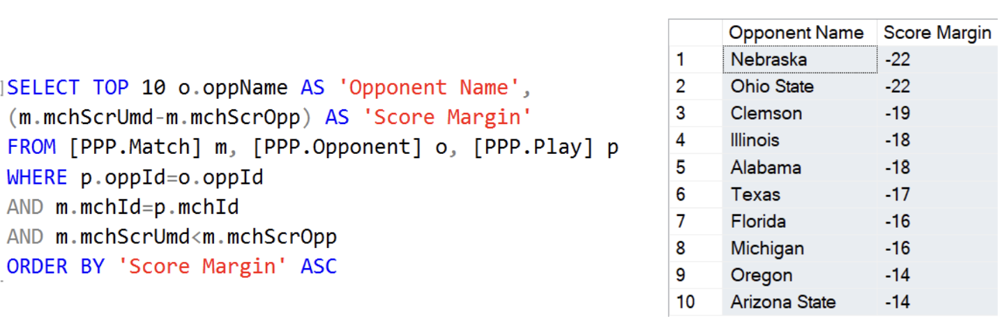 SELECT TOP 10 o.oppName AS 'Opponent Name',
(m.mchScrUmd-m.mchScrOpp) AS 'Score Margin'
FROM [PPP.Match] m, [PPP.Opponent] o, [PPP.Play] p
WHERE p.oppId=o.oppId
AND m.mchId=p.mchId
AND m.mchScrUmd<m.mchScrOpp
ORDER BY 'Score Margin' ASC
Opponent Name Score Margin
1 Nebraska -22
2 Ohio State -22
3 Clemson -19
4 Illinois -18
5 Alabama -18
6 Texas -17
7 Florida -16
8 Michigan -16
9 Oregon -14
10 Arizona State -14